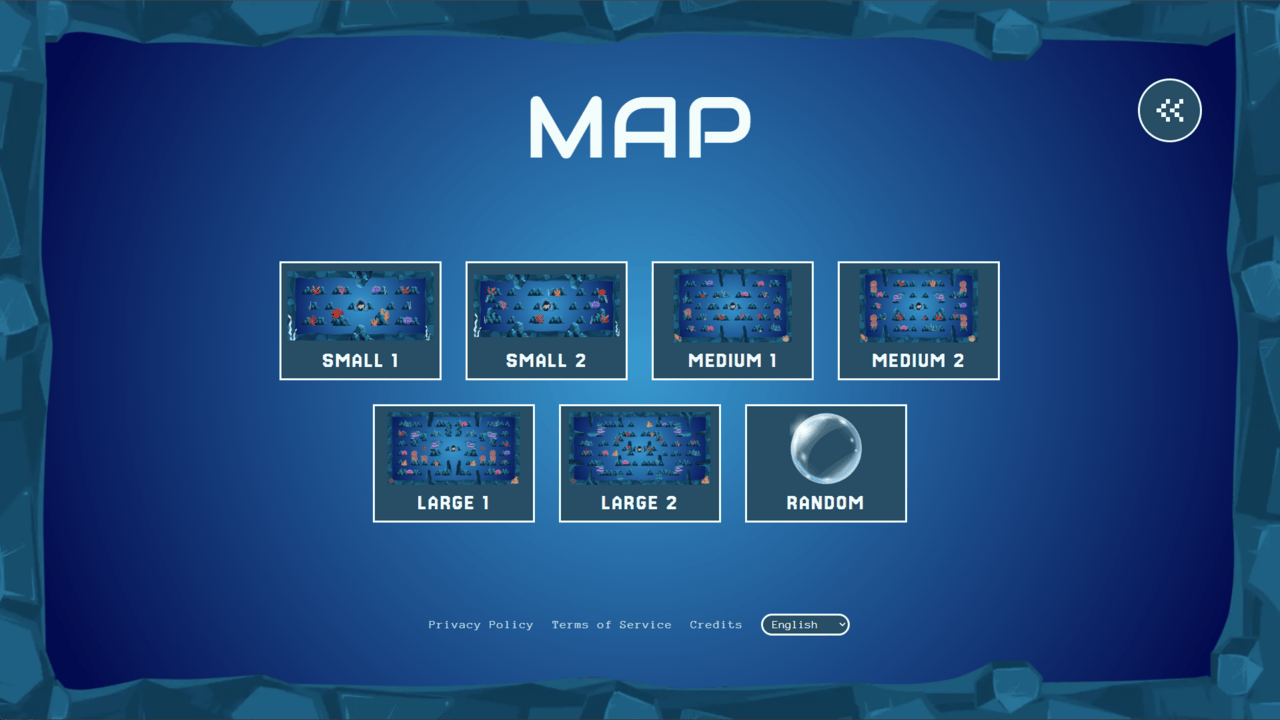 MAP
SMALL 1
SMALL 2
MEDIUM 1
MEDIUM 2
LARGE 1
LARGE 2
RANDOM
Privacy Policy
Terms of Service
Credits
English